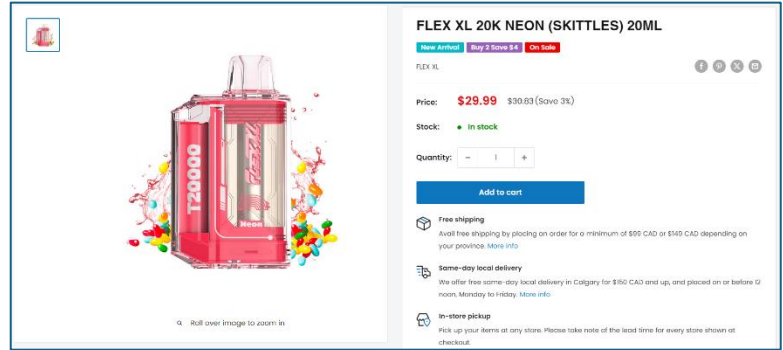 FLEX XL 20K NEON (SKITTLES) 20ML
New Arrival Buy 2 Save $4 On Sale
FLEX XL
Price: $29.99 $30.83 (Save 3%)
Stock: In stock
Quantity: - 1 +
Add to cart
Free shipping
Avail free shipping by placing an order for a minimum of $99 CAD or $149 CAD depending on
your province. More info
Same-day local delivery
We offer free same-day local delivery in Calgary for $150 CAD and up, and placed on or before 12
noon, Monday to Friday. More info
In-store pickup
Pick up your items at any store. Please take note of the lead time for every store shown at
checkout.
T20000
FLEX XL
Neon
Roll over image to zoom in